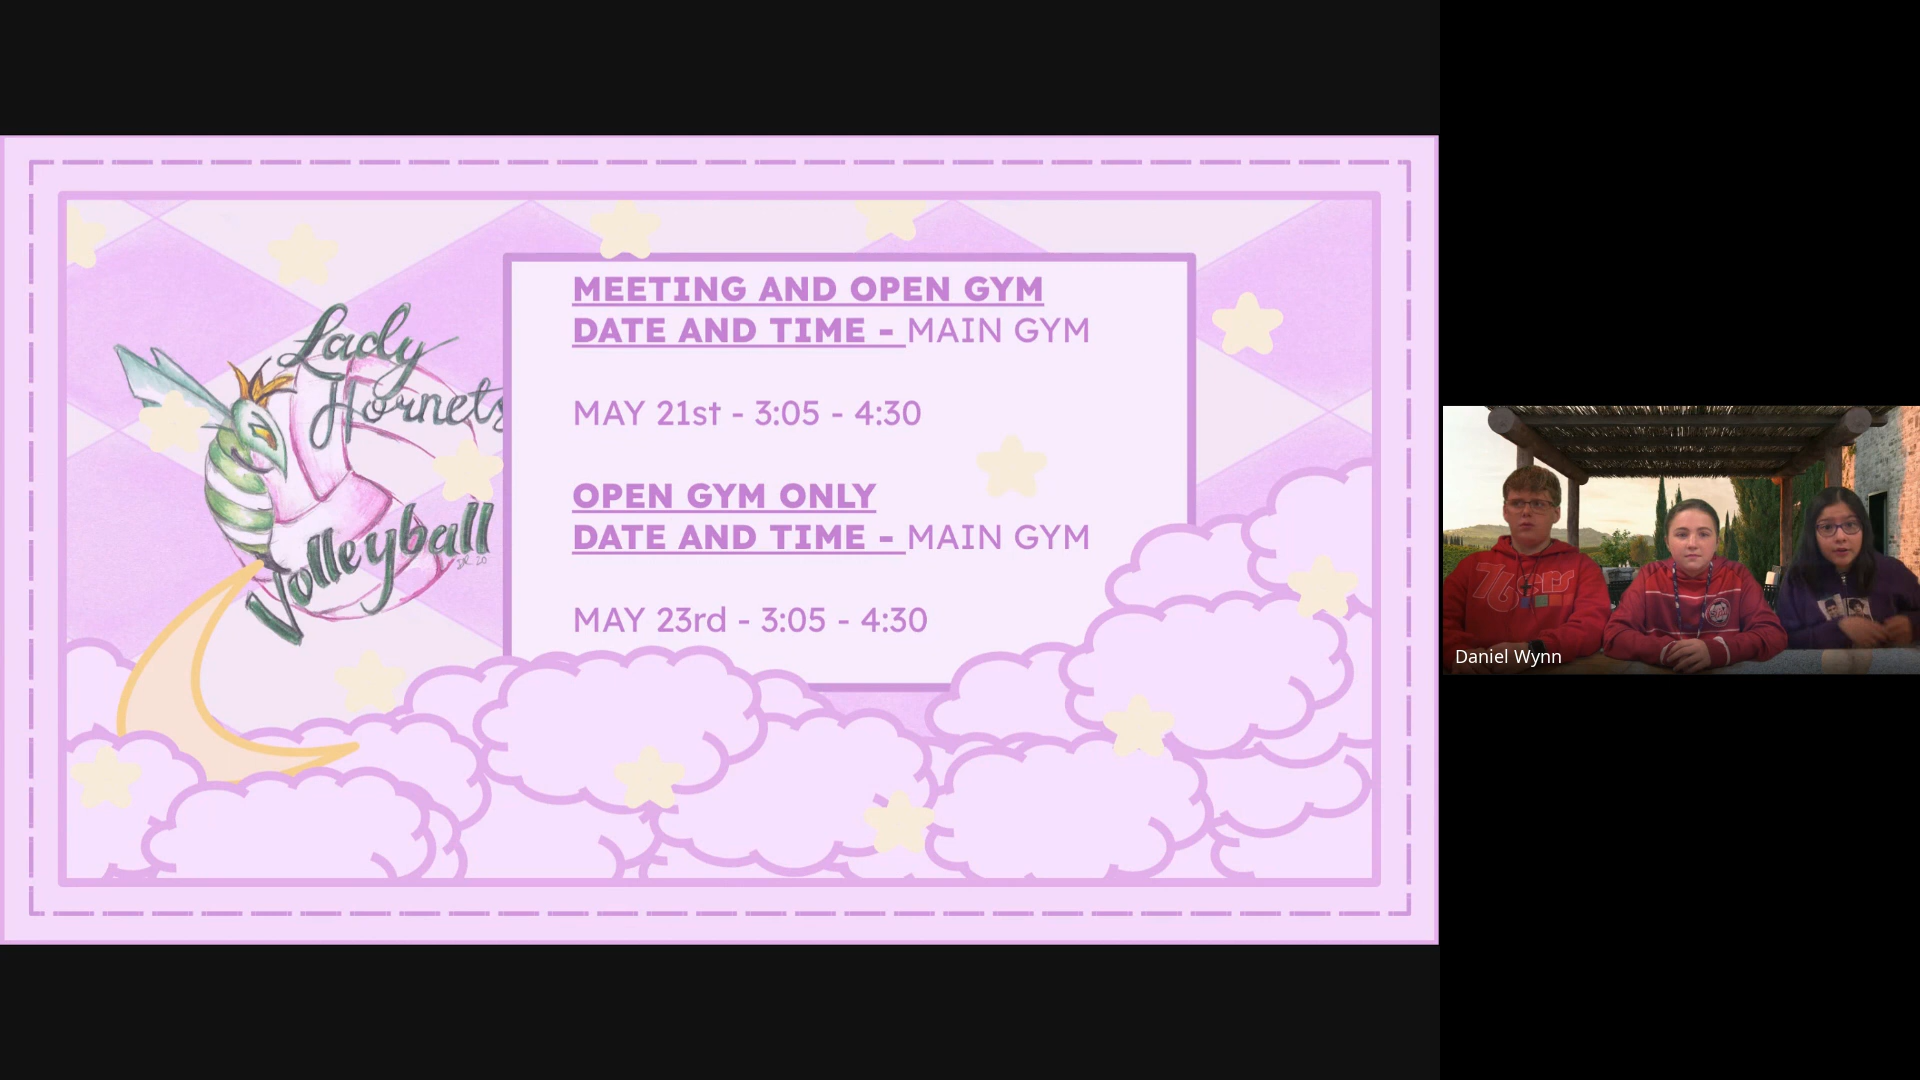 Lady
Hornets
Volleyball
MEETING AND OPEN GYM
DATE AND TIME - MAIN GYM
MAY 21st - 3:05 - 4:30
OPEN GYM ONLY
DATE AND TIME - MAIN GYM
MAY 23rd - 3:05 - 4:30
76ers
Daniel Wynn